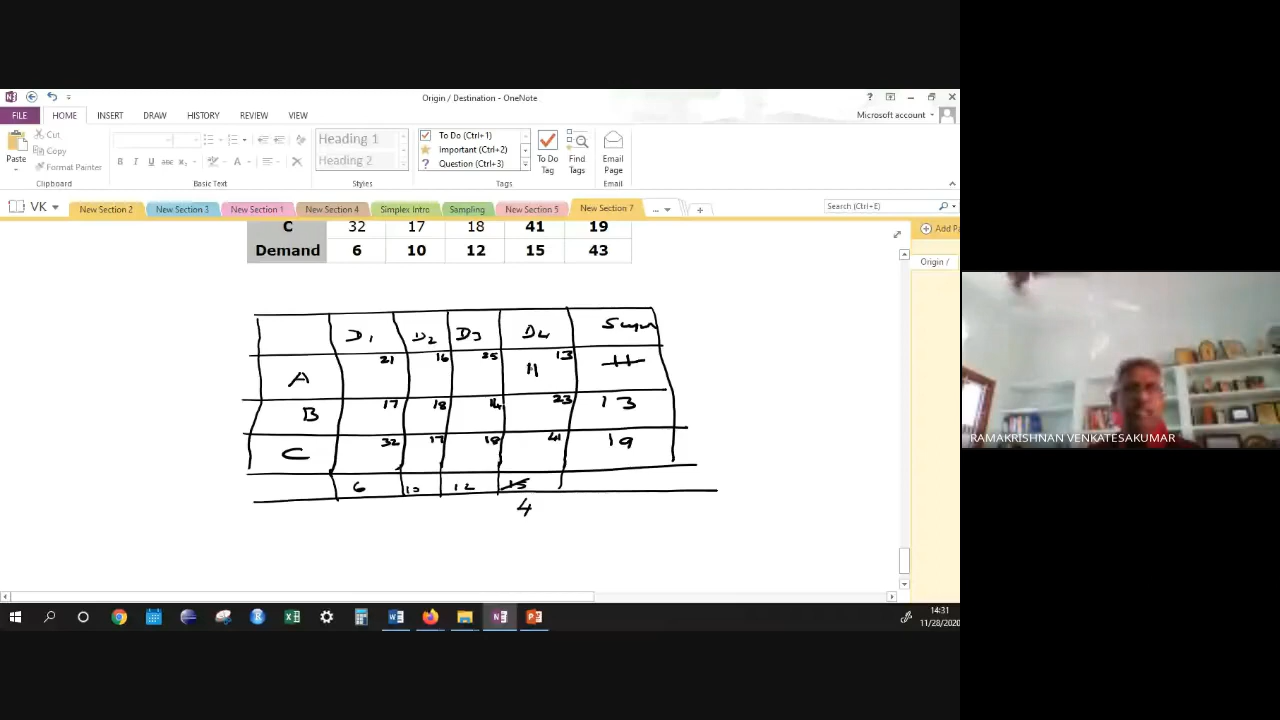 Origin / Destination - OneNote
FILE HOME INSERT DRAW HISTORY REVIEW VIEW
Microsoft account
Paste
Cut
Copy
Format Painter
Clipboard
B I U abc
Basic Text
Heading 1
Heading 2
Styles
To Do (Ctrl+1)
Important (Ctrl+2)
Question (Ctrl+3)
Tags
To Do Tag
Find Tags
Email Page
Email
VK
New Section 2 New Section 3 New Section 1 New Section 4 Simplex Intro Sampling New Section 5 New Section 7 ...
Search (Ctrl+E)
Add Pa
Origin /
C 32 17 18 41 19
Demand 6 10 12 15 43
D1 D2 D3 D4
A 21 16 25 13 11 11
B 17 18 14 23 13
C 32 17 18 41 19
6 10 12 15
4
RAMAKRISHNAN VENKATESAKUMAR
14:31
11/28/2020